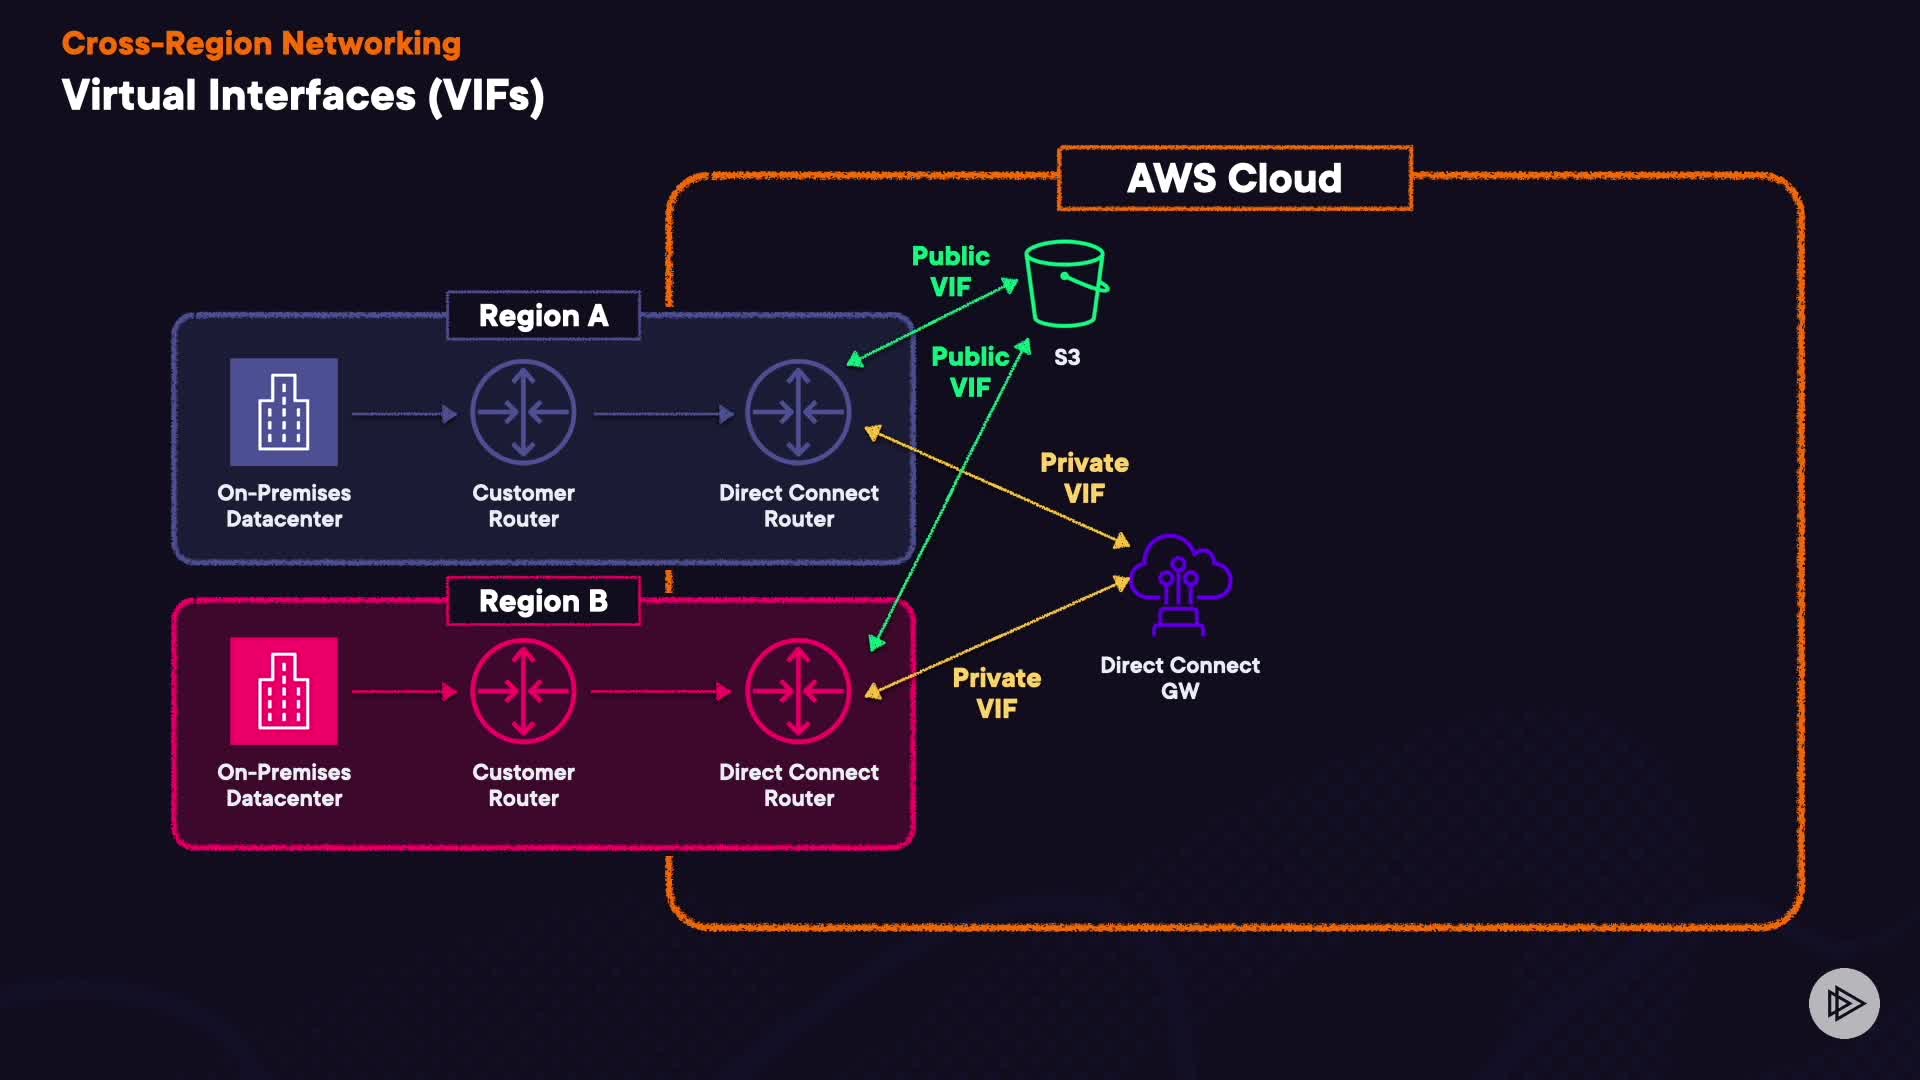 Cross-Region Networking
Virtual Interfaces (VIFs)
AWS Cloud
Public
VIF
S3
Region A
Public
VIF
On-Premises
Datacenter
Customer
Router
Direct Connect
Router
Private
VIF
Region B
On-Premises
Datacenter
Customer
Router
Direct Connect
Router
Private
VIF
Direct Connect
GW